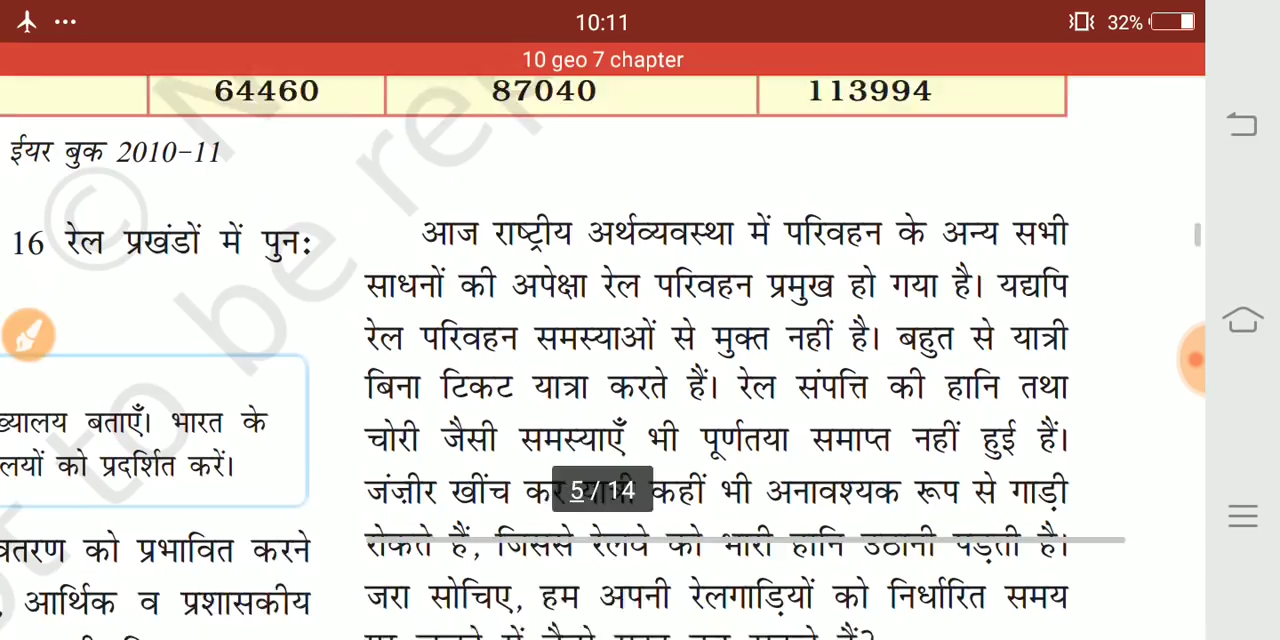 10:11
32%
10 geo 7 chapter
64460 87040 113994
ईयर बुक 2010-11
16 रेल प्रखंडों में पुनः
ख्यालय बताएँ। भारत के
लयों को प्रदर्शित करें।
वतरण को प्रभावित करने
आर्थिक व प्रशासकीय
आज राष्ट्रीय अर्थव्यवस्था में परिवहन के अन्य सभी
साधनों की अपेक्षा रेल परिवहन प्रमुख हो गया है। यद्यपि
रेल परिवहन समस्याओं से मुक्त नहीं है। बहुत से यात्री
बिना टिकट यात्रा करते हैं। रेल संपत्ति की हानि तथा
चोरी जैसी समस्याएँ भी पूर्णतया समाप्त नहीं हुई हैं।
जंज़ीर खींच कर यात्री कहीं भी अनावश्यक रूप से गाड़ी
5/14
रोकते हैं, जिससे रेलवे को भारी हानि उठानी पड़ती है।
जरा सोचिए, हम अपनी रेलगाड़ियों को निर्धारित समय